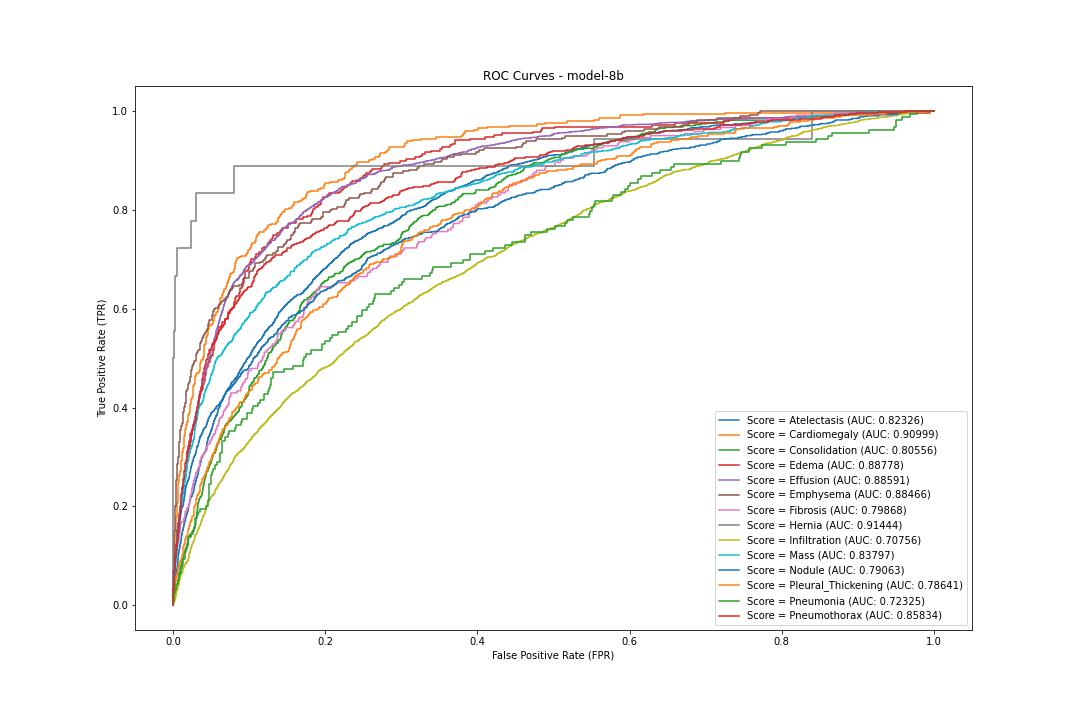 ROC Curves - model-8b
True Positive Rate (TPR)
1.0
0.8
0.6
0.4
0.2
0.0
Score = Atelectasis (AUC: 0.82326)
Score = Cardiomegaly (AUC: 0.90999)
Score = Consolidation (AUC: 0.80556)
Score = Edema (AUC: 0.88778)
Score = Effusion (AUC: 0.88591)
Score = Emphysema (AUC: 0.88466)
Score = Fibrosis (AUC: 0.79868)
Score = Hernia (AUC: 0.91444)
Score = Infiltration (AUC: 0.70756)
Score = Mass (AUC: 0.83797)
Score = Nodule (AUC: 0.79063)
Score = Pleural_Thickening (AUC: 0.78641)
Score = Pneumonia (AUC: 0.72325)
Score = Pneumothorax (AUC: 0.85834)
0.0 0.2 0.4 0.6 0.8 1.0
False Positive Rate (FPR)